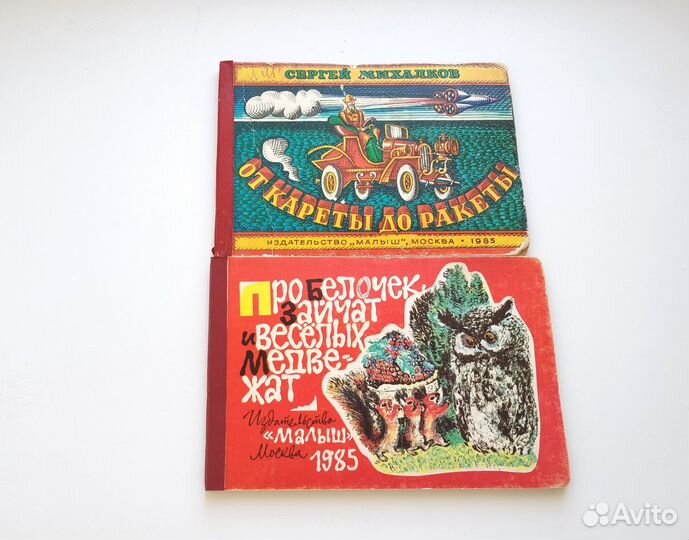 СЕРГЕЙ МИХАЛКОВ
ОТ КАРЕТЫ ДО РАКЕТЫ
ИЗДАТЕЛЬСТВО „МАЛЫШ", МОСКВА • 1985
ПРО БЕЛОЧЕК,
ЗАЙЧАТ
и ВЕСЁЛЫХ
МЕДВЕ=
ЖАТ
Издательство
«МАЛЫШ»
Москва 1985
Avito